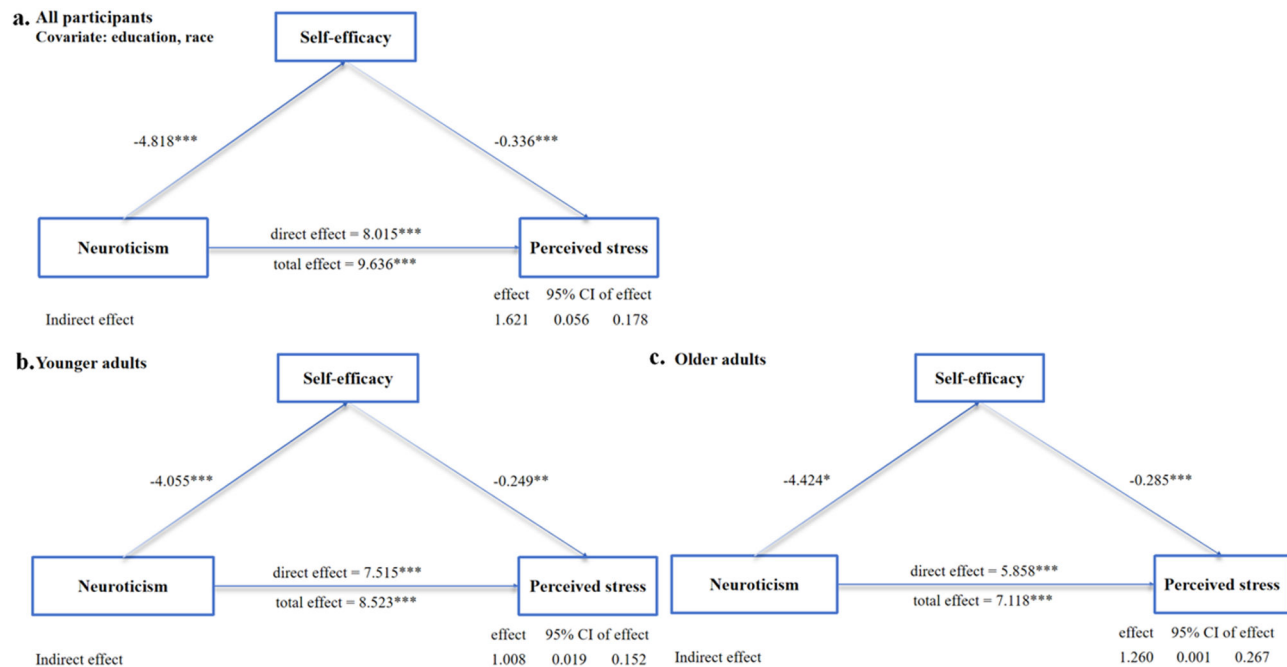 a. All participants
Covariate: education, race
Self-efficacy
-4.818***
-0.336***
Neuroticism
direct effect = 8.015***
total effect = 9.636***
Perceived stress
effect 95% CI of effect
Indirect effect 1.621 0.056 0.178
b. Younger adults
Self-efficacy
-4.055***
-0.249**
Neuroticism
direct effect = 7.515***
total effect = 8.523***
Perceived stress
effect 95% CI of effect
Indirect effect 1.008 0.019 0.152
c. Older adults
Self-efficacy
-4.424*
-0.285***
Neuroticism
direct effect = 5.858***
total effect = 7.118***
Perceived stress
effect 95% CI of effect
Indirect effect 1.260 0.001 0.267